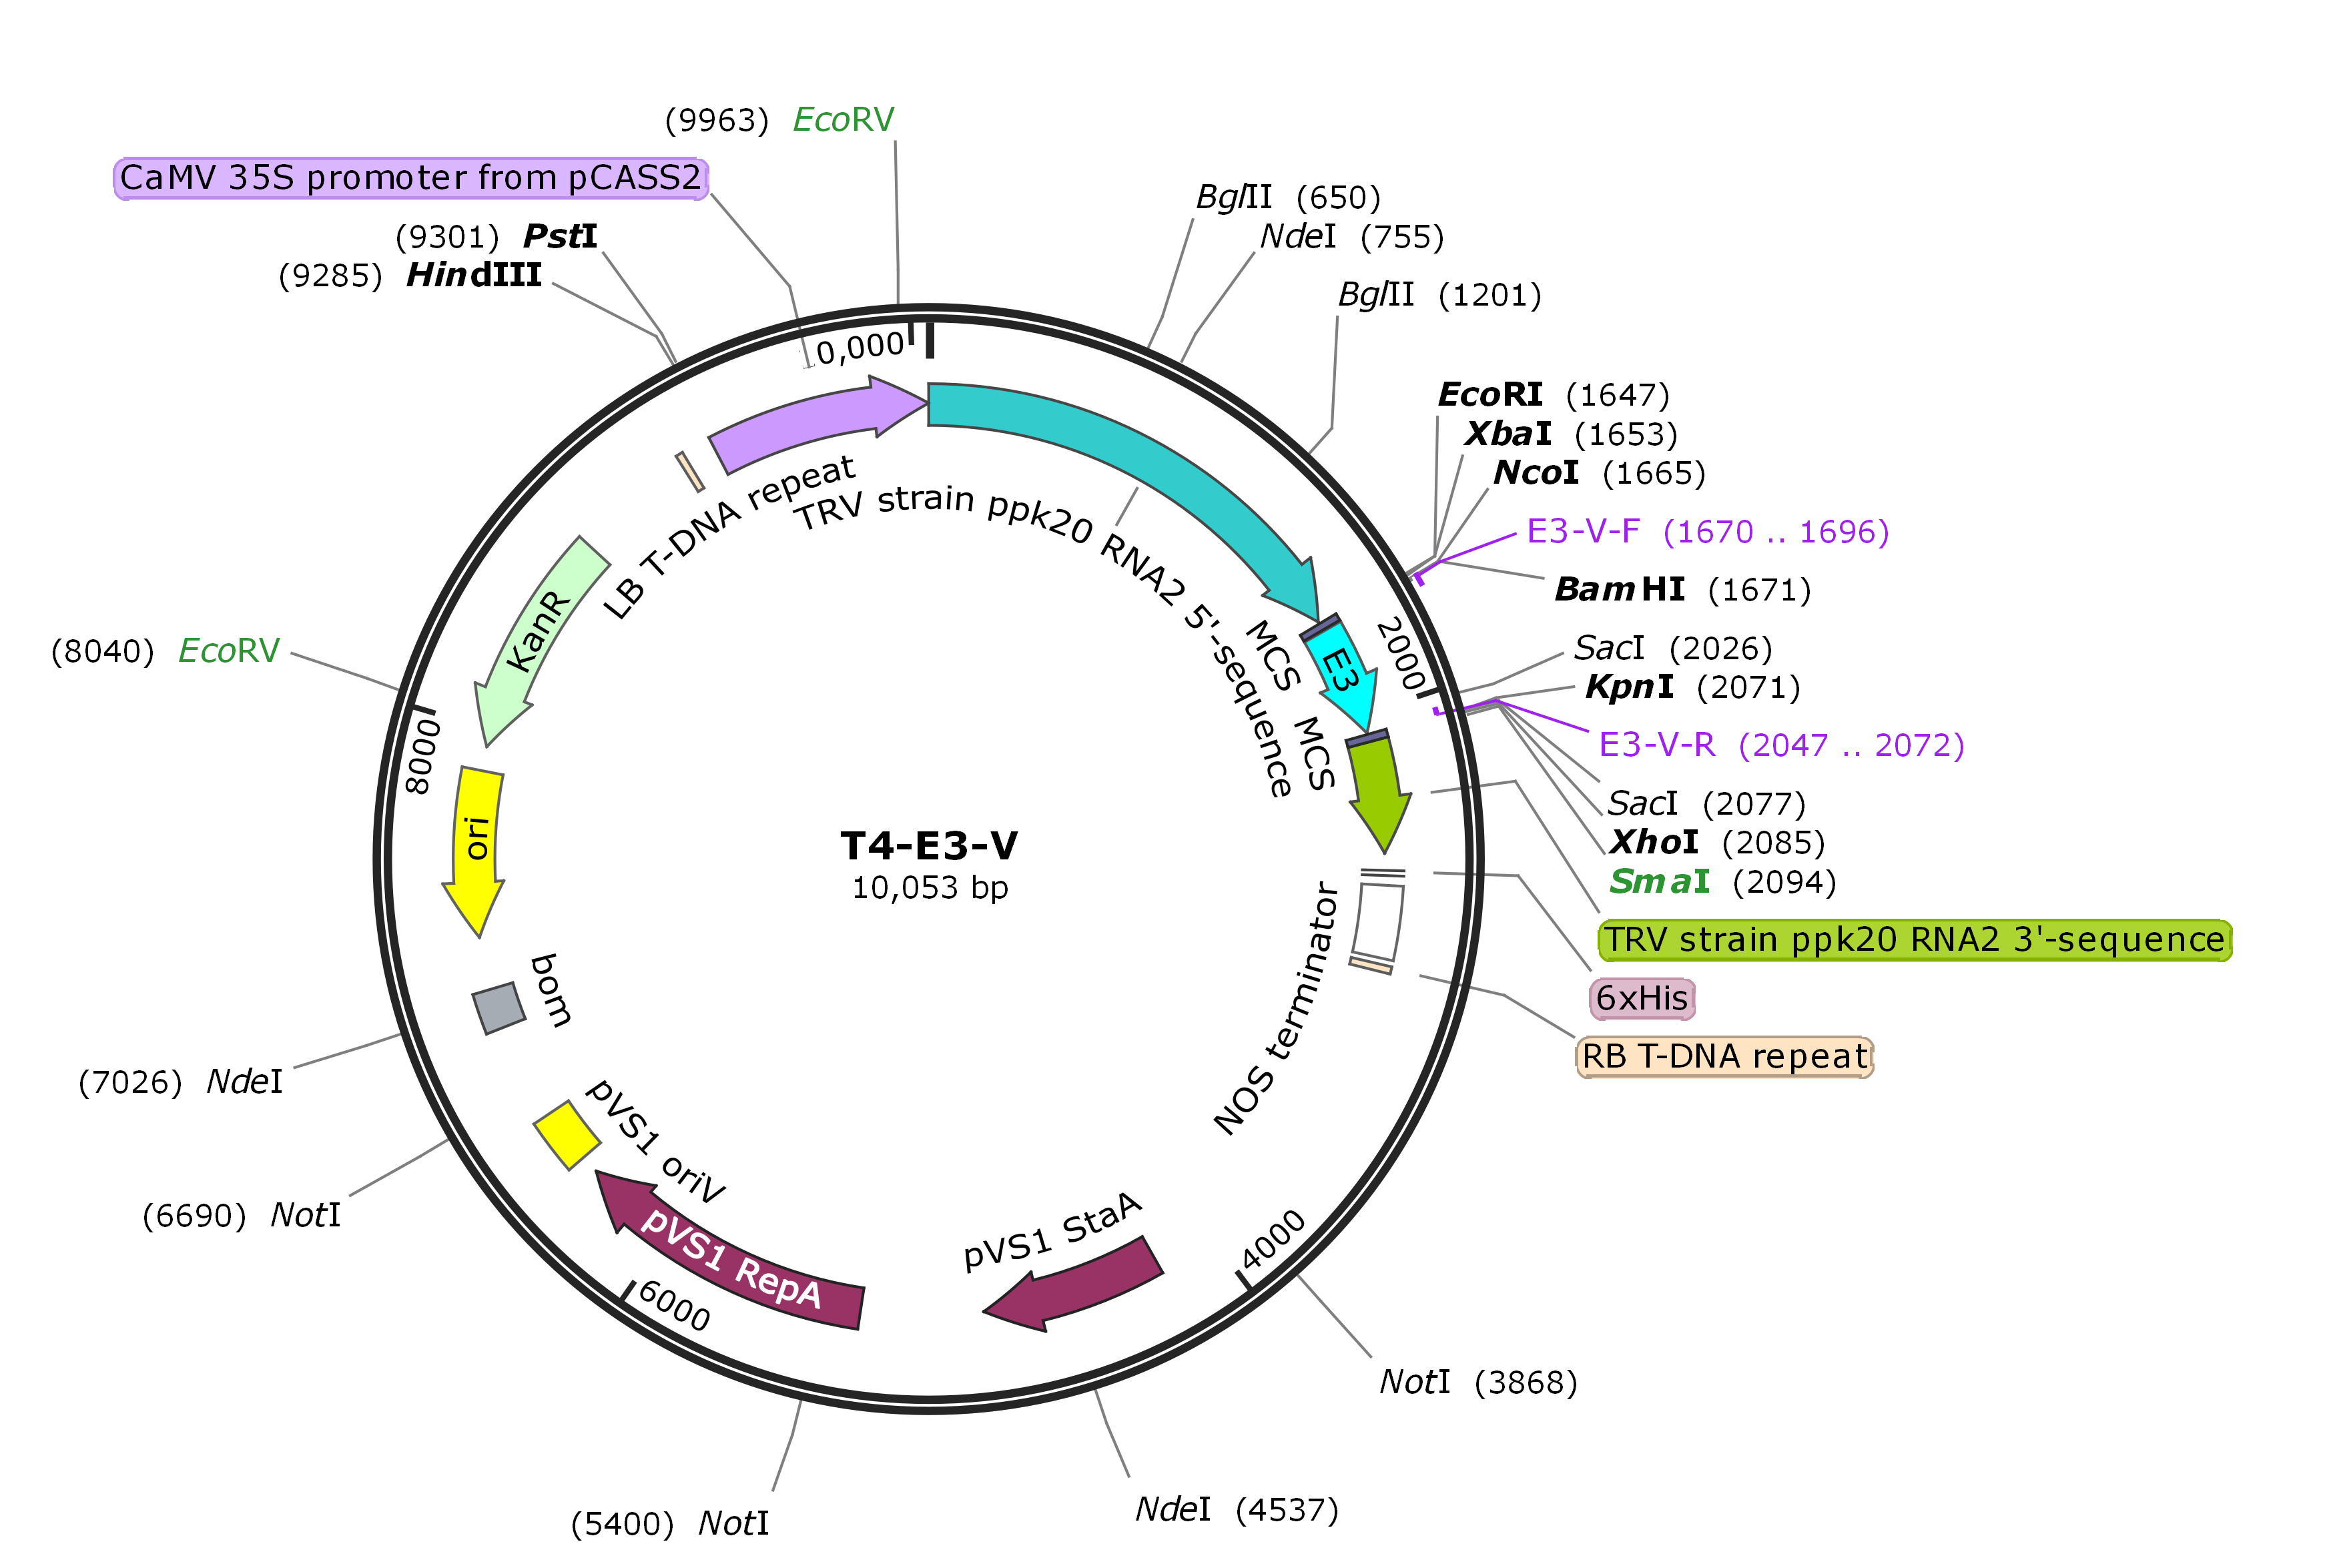 (9963) EcoRV
CaMV 35S promoter from pCASS2
(9301) PstI
(9285) HindIII
BglII (650)
NdeI (755)
BglII (1201)
EcoRI (1647)
XbaI (1653)
NcoI (1665)
E3-V-F (1670 .. 1696)
BamHI (1671)
SacI (2026)
KpnI (2071)
E3-V-R (2047 .. 2072)
SacI (2077)
XhoI (2085)
SmaI (2094)
TRV strain ppk20 RNA2 3'-sequence
6xHis
RB T-DNA repeat
NotI (3868)
NdeI (4537)
(5400) NotI
(6690) NotI
(7026) NdeI
(8040) EcoRV
10,000
2000
4000
6000
8000
LB T-DNA repeat
TRV strain ppk20 RNA2 5'-sequence
MCS
E3
MCS
NOS terminator
pVS1 StaA
pVS1 RepA
pVS1 oriV
bom
ori
KanR
T4-E3-V
10,053 bp